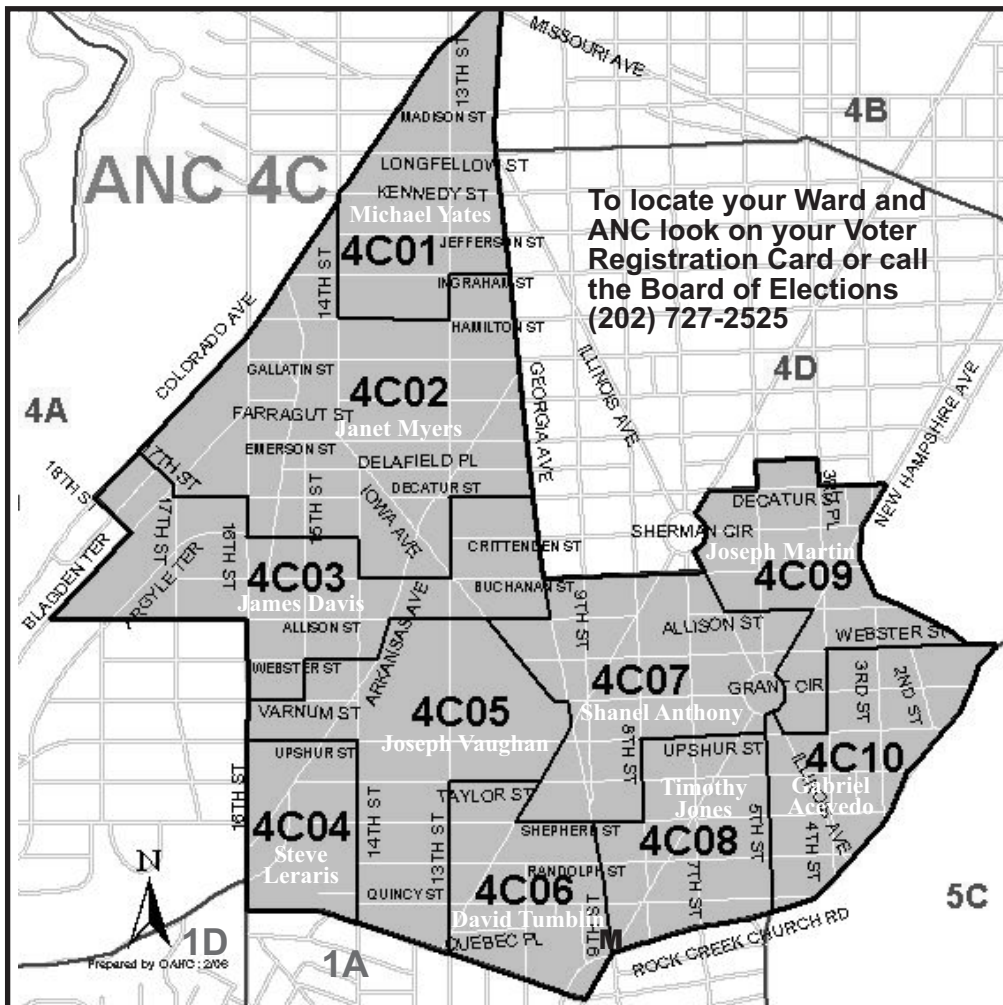 MISSOURI AVE
13TH ST
MADISON ST
4B
LONGFELLOW ST
ANC 4C
KENNEDY ST
Michael Yates
4C01
JEFFERSON ST
INGRAHAM ST
14TH ST
HAMILTON ST
To locate your Ward and
ANC look on your Voter
Registration Card or call
the Board of Elections
(202) 727-2525
COLORADO AVE
GALLATIN ST
4C02
FARRAGUT ST
Janet Myers
EMERSON ST
DELAFIELD PL
DECATUR ST
GEORGIA AVE
ILLINOIS AVE
4D
NEW HAMPSHIRE AVE
4A
18TH ST
17TH ST
17TH ST
16TH ST
15TH ST
IOWA AVE
CRITTENDEN ST
SHERMAN CIR
DECATUR
3RD PL
Joseph Martin
4C09
BLAGDEN TER
ARGYLE TER
4C03
James Davis
BUCHANAN ST
ALLISON ST
ARKANSAS AVE
9TH ST
ALLISON ST
WEBSTER ST
WEBSTER ST
VARNUM ST
4C05
Joseph Vaughan
4C07
Shanel Anthony
GRANT CIR
3RD ST
2ND ST
UPSHUR ST
8TH ST
UPSHUR ST
4C10
Gabriel
Acevedo
ILLINOIS AVE
16TH ST
14TH ST
13TH ST
TAYLOR ST
Timothy
Jones
4C04
Steve
Leraris
SHEPHERD ST
4C08
5TH ST
4TH ST
RANDOLPH ST
7TH ST
QUINCY ST
4C06
David Tumblin
9TH ST
QUEBEC PL
M
ROCK CREEK CHURCH RD
5C
N
1D
1A
Prepared by OAHC : 2/06